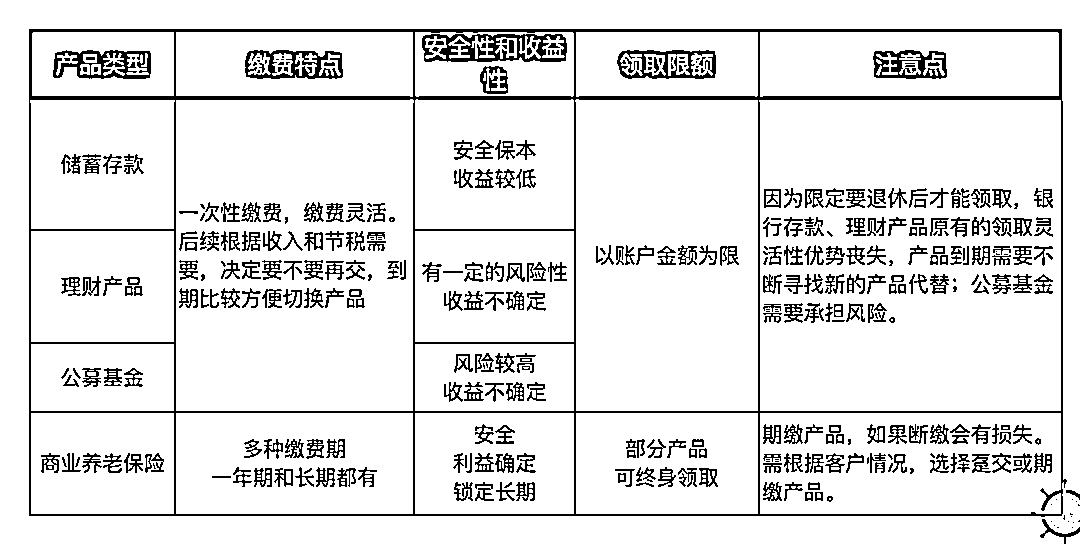 产品类型
缴费特点
安全性和收益
性
领取限额
注意点
储蓄存款
一次性缴费，缴费灵活。
后续根据收入和节税需
要，决定要不要再交，到
期比较方便切换产品
安全保本
收益较低
以账户金额为限
因为限定要退休后才能领取，银
行存款、理财产品原有的领取灵
活性优势丧失，产品到期需要不
断寻找新的产品代替；公募基金
需要承担风险。
理财产品
有一定的风险性
收益不确定
公募基金
风险较高
收益不确定
商业养老保险
多种缴费期
一年期和长期都有
安全
利益确定
锁定长期
部分产品
可终身领取
期缴产品，如果断缴会有损失。
需根据客户情况，选择趸交或期
缴产品。